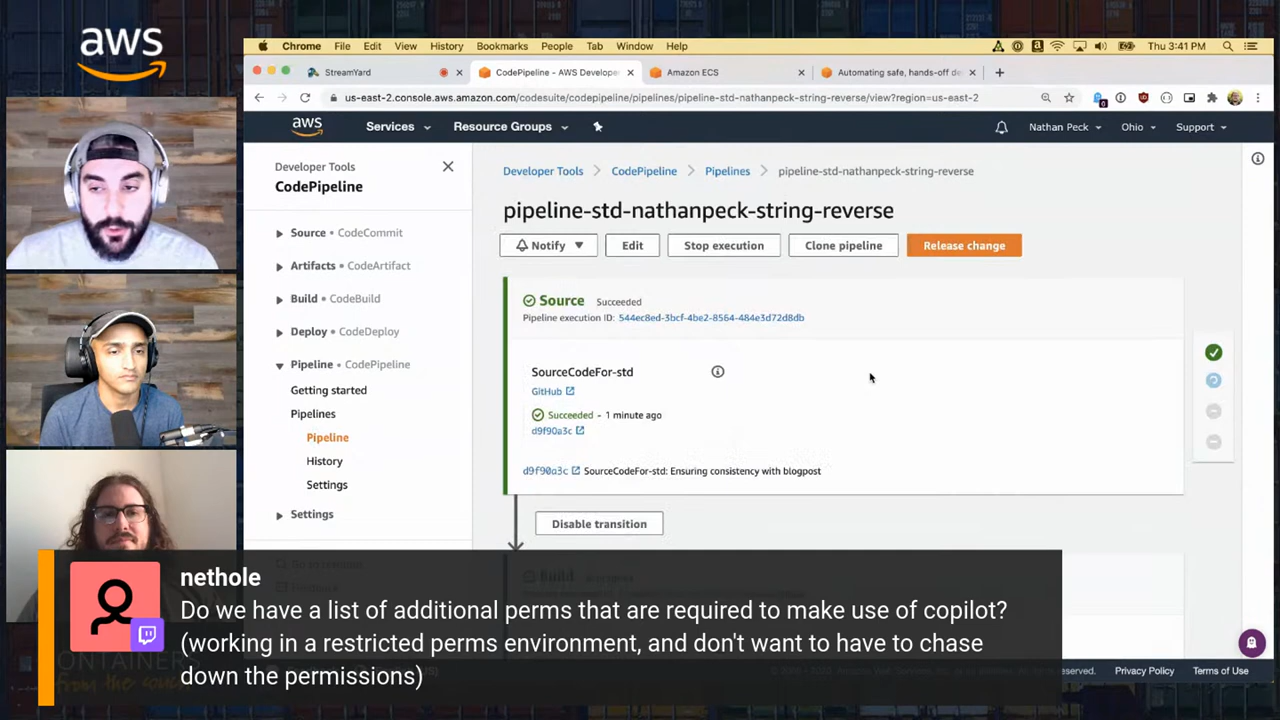 aws
Chrome File Edit View History Bookmarks People Tab Window Help Thu 3:41 PM
StreamYard CodePipeline - AWS Develope Amazon ECS Automating safe, hands-off de
us-east-2.console.aws.amazon.com/codesuite/codepipeline/pipelines/pipeline-std-nathanpeck-string-reverse/view?region=us-east-2
aws Services Resource Groups Nathan Peck Ohio Support
Developer Tools
CodePipeline
Source • CodeCommit
Artifacts • CodeArtifact
Build • CodeBuild
Deploy • CodeDeploy
Pipeline • CodePipeline
Getting started
Pipelines
Pipeline
History
Settings
Settings
Developer Tools > CodePipeline > Pipelines > pipeline-std-nathanpeck-string-reverse
pipeline-std-nathanpeck-string-reverse
Notify Edit Stop execution Clone pipeline Release change
Source Succeeded
Pipeline execution ID: 544ec8ed-3bcf-4be2-8564-484e3d72d8db
SourceCodeFor-std
GitHub
Succeeded - 1 minute ago
d9f90a3c
d9f90a3c SourceCodeFor-std: Ensuring consistency with blogpost
Disable transition
Build
nethole
Do we have a list of additional perms that are required to make use of copilot?
(working in a restricted perms environment, and don't want to have to chase
down the permissions)
CONTAINERS
from the couch
Privacy Policy Terms of Use